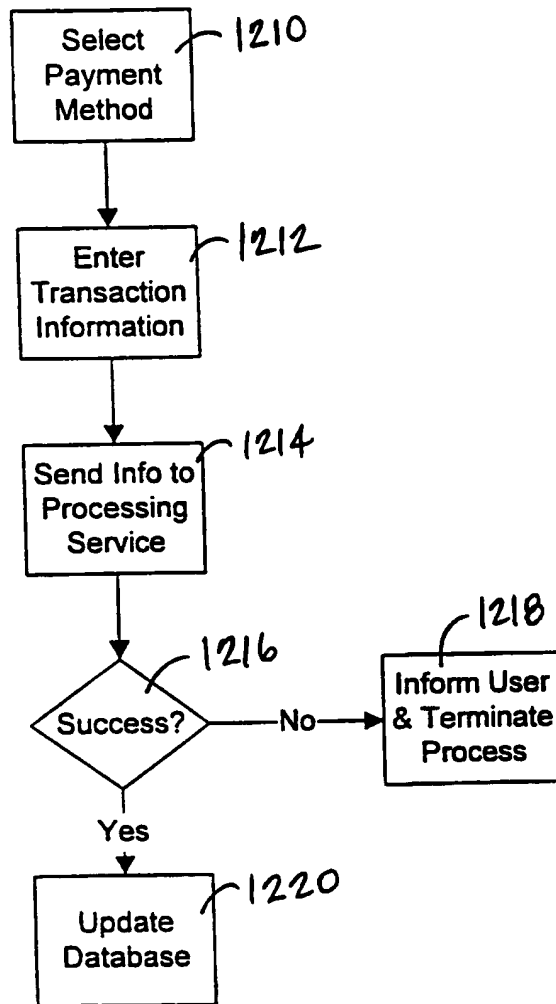 Select
Payment
Method
1210
Enter
Transaction
Information
1212
Send Info to
Processing
Service
1214
Success?
1216
No
Inform User
& Terminate
Process
1218
Yes
Update
Database
1220